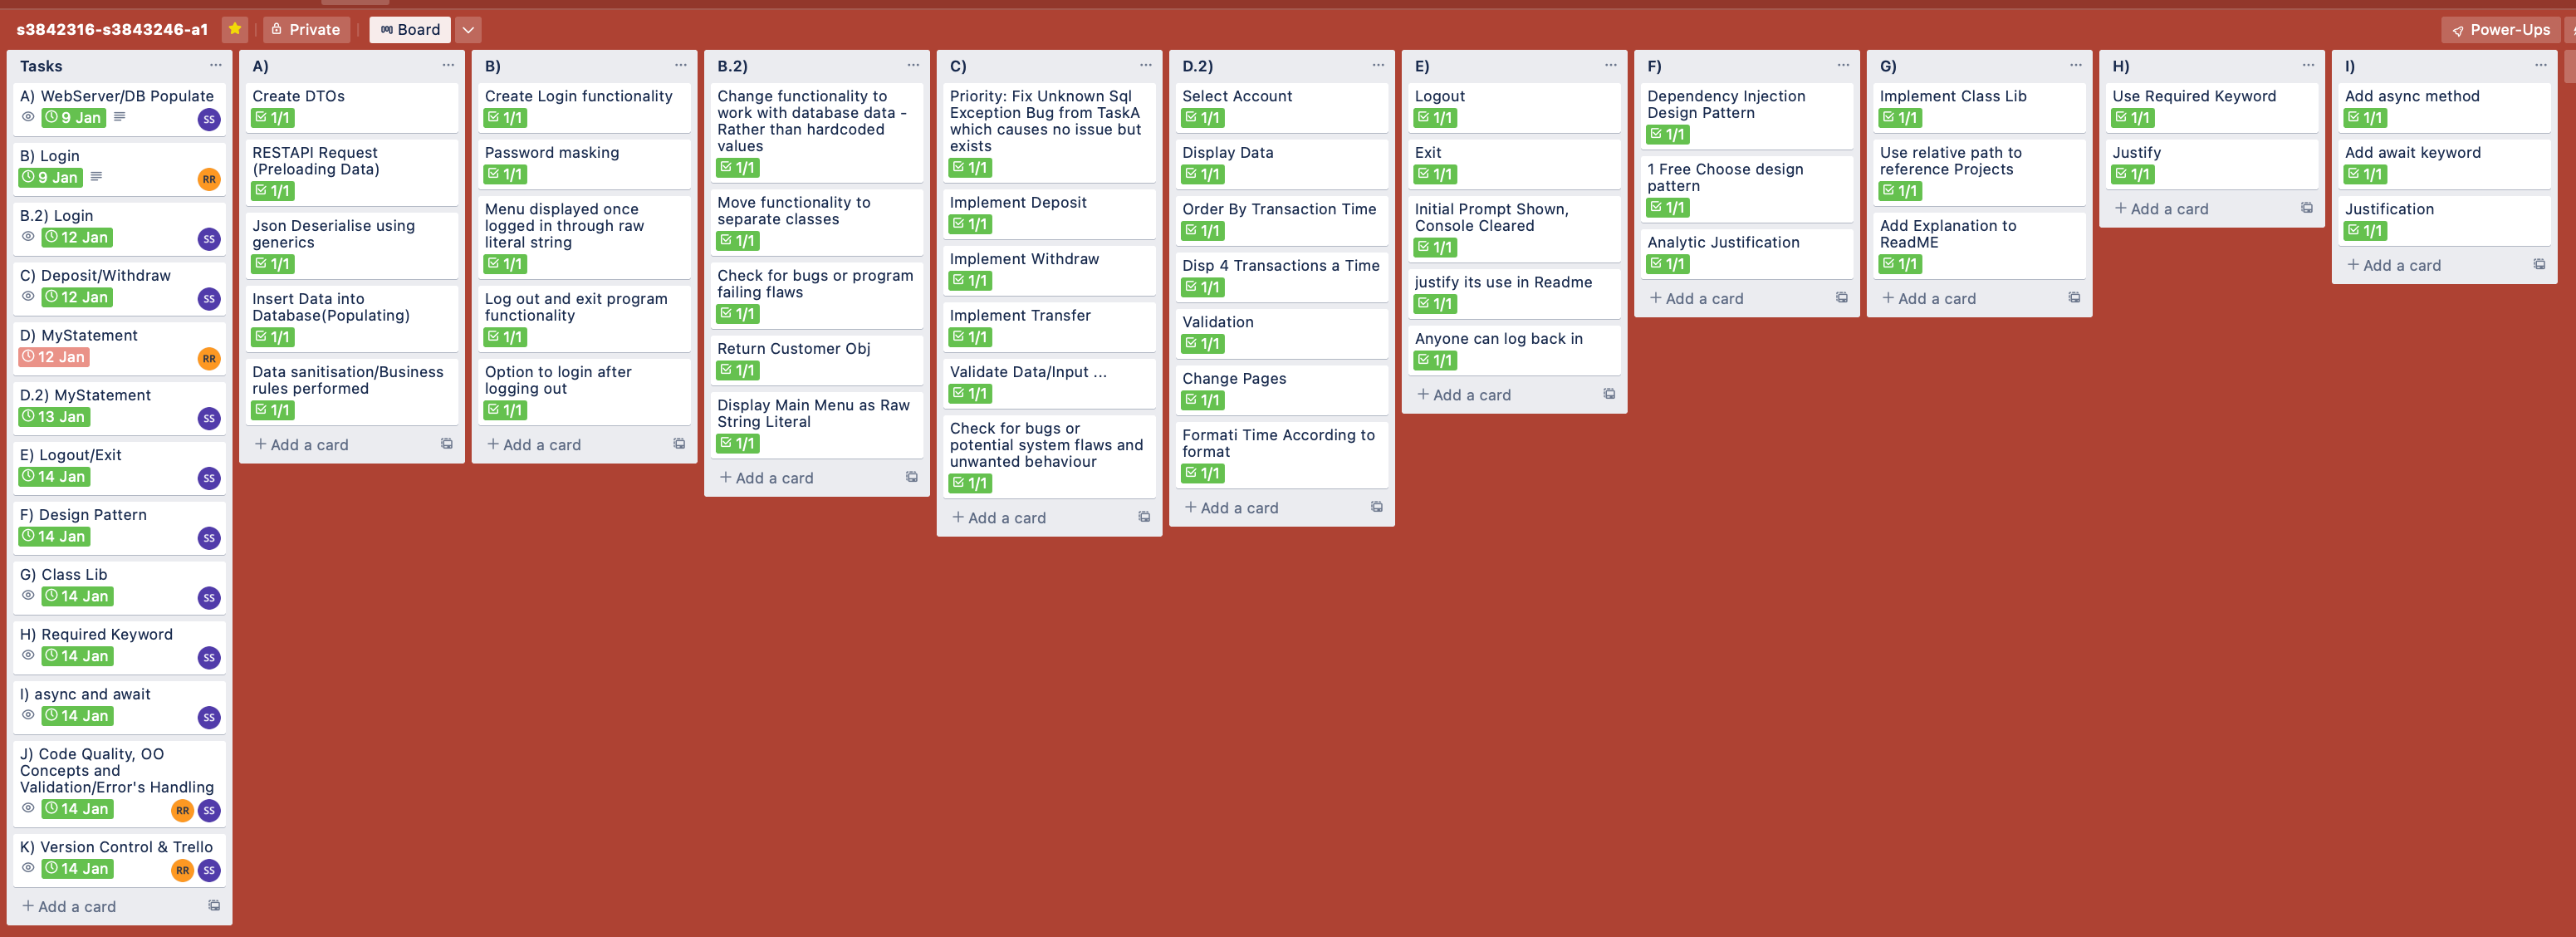 s3842316-s3843246-a1
Private
Board
Power-Ups
Tasks
A) WebServer/DB Populate
9 Jan
SS
B) Login
9 Jan
RR
B.2) Login
12 Jan
SS
C) Deposit/Withdraw
12 Jan
SS
D) MyStatement
12 Jan
RR
D.2) MyStatement
13 Jan
SS
E) Logout/Exit
14 Jan
SS
F) Design Pattern
14 Jan
SS
G) Class Lib
14 Jan
SS
H) Required Keyword
14 Jan
SS
I) async and await
14 Jan
SS
J) Code Quality, OO
Concepts and
Validation/Error's Handling
14 Jan
RR SS
K) Version Control & Trello
14 Jan
RR SS
+ Add a card
A)
Create DTOs
1/1
RESTAPI Request
(Preloading Data)
1/1
Json Deserialise using
generics
1/1
Insert Data into
Database(Populating)
1/1
Data sanitisation/Business
rules performed
1/1
+ Add a card
B)
Create Login functionality
1/1
Password masking
1/1
Menu displayed once
logged in through raw
literal string
1/1
Log out and exit program
functionality
1/1
Option to login after
logging out
1/1
+ Add a card
B.2)
Change functionality to
work with database data -
Rather than hardcoded
values
1/1
Move functionality to
separate classes
1/1
Check for bugs or program
failing flaws
1/1
Return Customer Obj
1/1
Display Main Menu as Raw
String Literal
1/1
+ Add a card
C)
Priority: Fix Unknown Sql
Exception Bug from TaskA
which causes no issue but
exists
1/1
Implement Deposit
1/1
Implement Withdraw
1/1
Implement Transfer
1/1
Validate Data/Input ...
1/1
Check for bugs or
potential system flaws and
unwanted behaviour
1/1
+ Add a card
D.2)
Select Account
1/1
Display Data
1/1
Order By Transaction Time
1/1
Disp 4 Transactions a Time
1/1
Validation
1/1
Change Pages
1/1
Formati Time According to
format
1/1
+ Add a card
E)
Logout
1/1
Exit
1/1
Initial Prompt Shown,
Console Cleared
1/1
justify its use in Readme
1/1
Anyone can log back in
1/1
+ Add a card
F)
Dependency Injection
Design Pattern
1/1
1 Free Choose design
pattern
1/1
Analytic Justification
1/1
+ Add a card
G)
Implement Class Lib
1/1
Use relative path to
reference Projects
1/1
Add Explanation to
ReadME
1/1
+ Add a card
H)
Use Required Keyword
1/1
Justify
1/1
+ Add a card
I)
Add async method
1/1
Add await keyword
1/1
Justification
1/1
+ Add a card